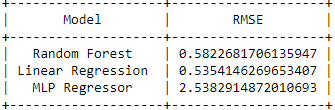 +-------------------+--------------------+
| Model | RMSE |
+-------------------+--------------------+
| Random Forest | 0.5822681706135947 |
| Linear Regression | 0.5354146269653407 |
| MLP Regressor | 2.5382914872010693 |
+-------------------+--------------------+